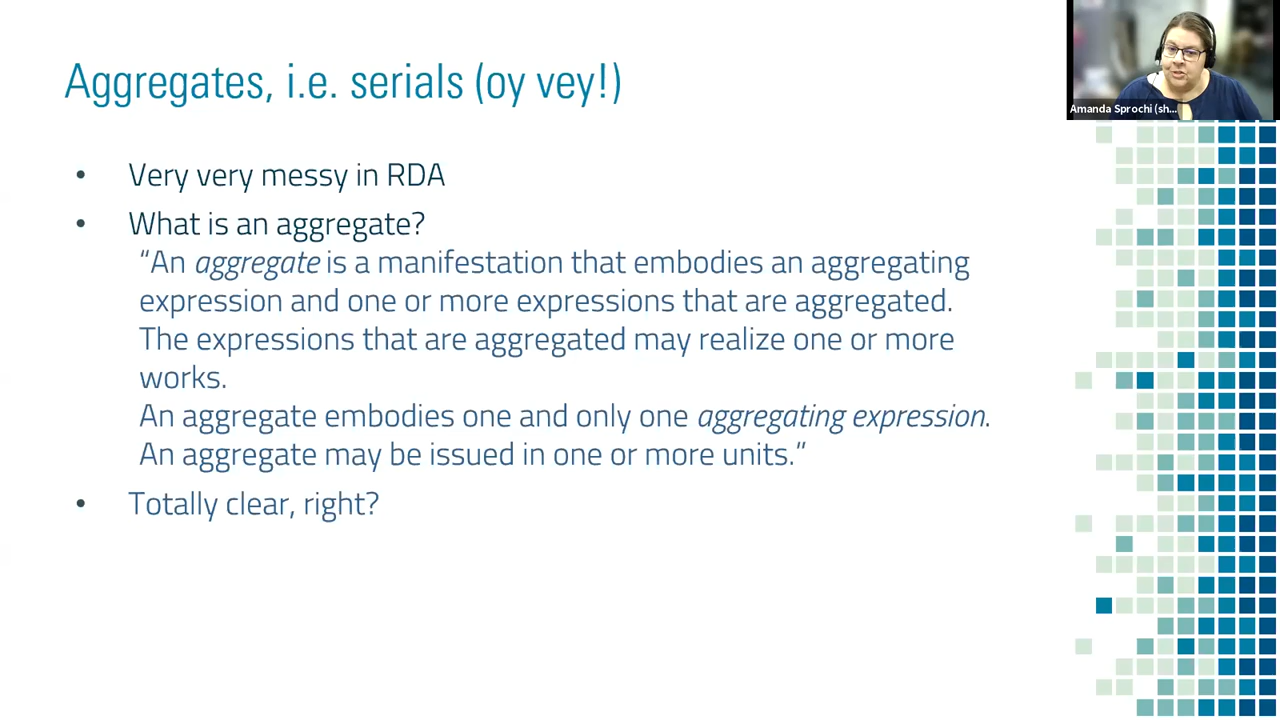 Aggregates, i.e. serials (oy vey!)
Amanda Sprochi (sh...
• Very very messy in RDA
• What is an aggregate?
“An aggregate is a manifestation that embodies an aggregating
expression and one or more expressions that are aggregated.
The expressions that are aggregated may realize one or more
works.
An aggregate embodies one and only one aggregating expression.
An aggregate may be issued in one or more units.”
• Totally clear, right?